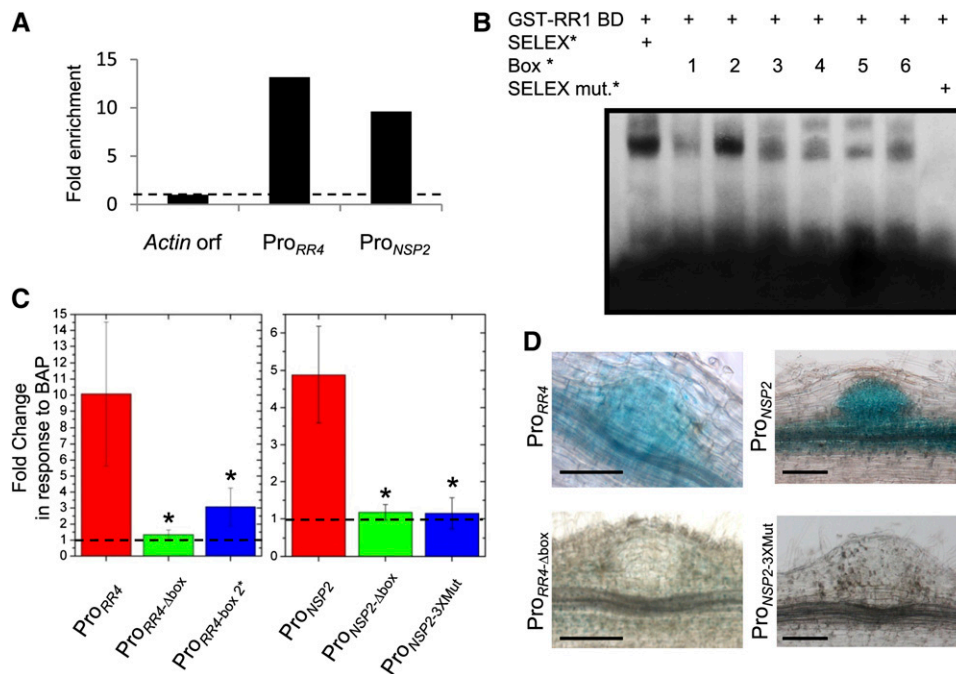 A
Fold enrichment
15
10
5
0
Actin orf
ProRR4
ProNSP2
B
GST-RR1 BD + + + + + + + +
SELEX* +
Box * 1 2 3 4 5 6
SELEX mut.* +
C
Fold Change
in response to BAP
15
14
13
12
11
10
9
8
7
6
5
4
3
2
1
*
*
ProRR4
ProRR4-Δbox
ProRR4-box 2*
6
5
4
3
2
1
0
*
*
ProNSP2
ProNSP2-Δbox
ProNSP2-3XMut
D
ProRR4
ProNSP2
ProRR4-Δbox
ProNSP2-3XMut